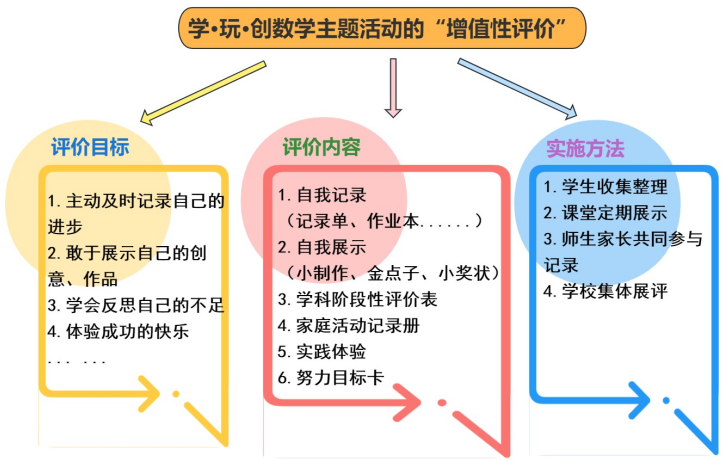 学·玩·创数学主题活动的“增值性评价”
评价目标
1. 主动及时记录自己的
进步
2. 敢于展示自己的创
意、作品
3. 学会反思自己的不足
4. 体验成功的快乐
... ...
评价内容
1. 自我记录
（记录单、作业本......）
2. 自我展示
（小制作、金点子、小奖状）
3. 学科阶段性评价表
4. 家庭活动记录册
5. 实践体验
6. 努力目标卡
实施方法
1. 学生收集整理
2. 课堂定期展示
3. 师生家长共同参与
记录
4. 学校集体展评